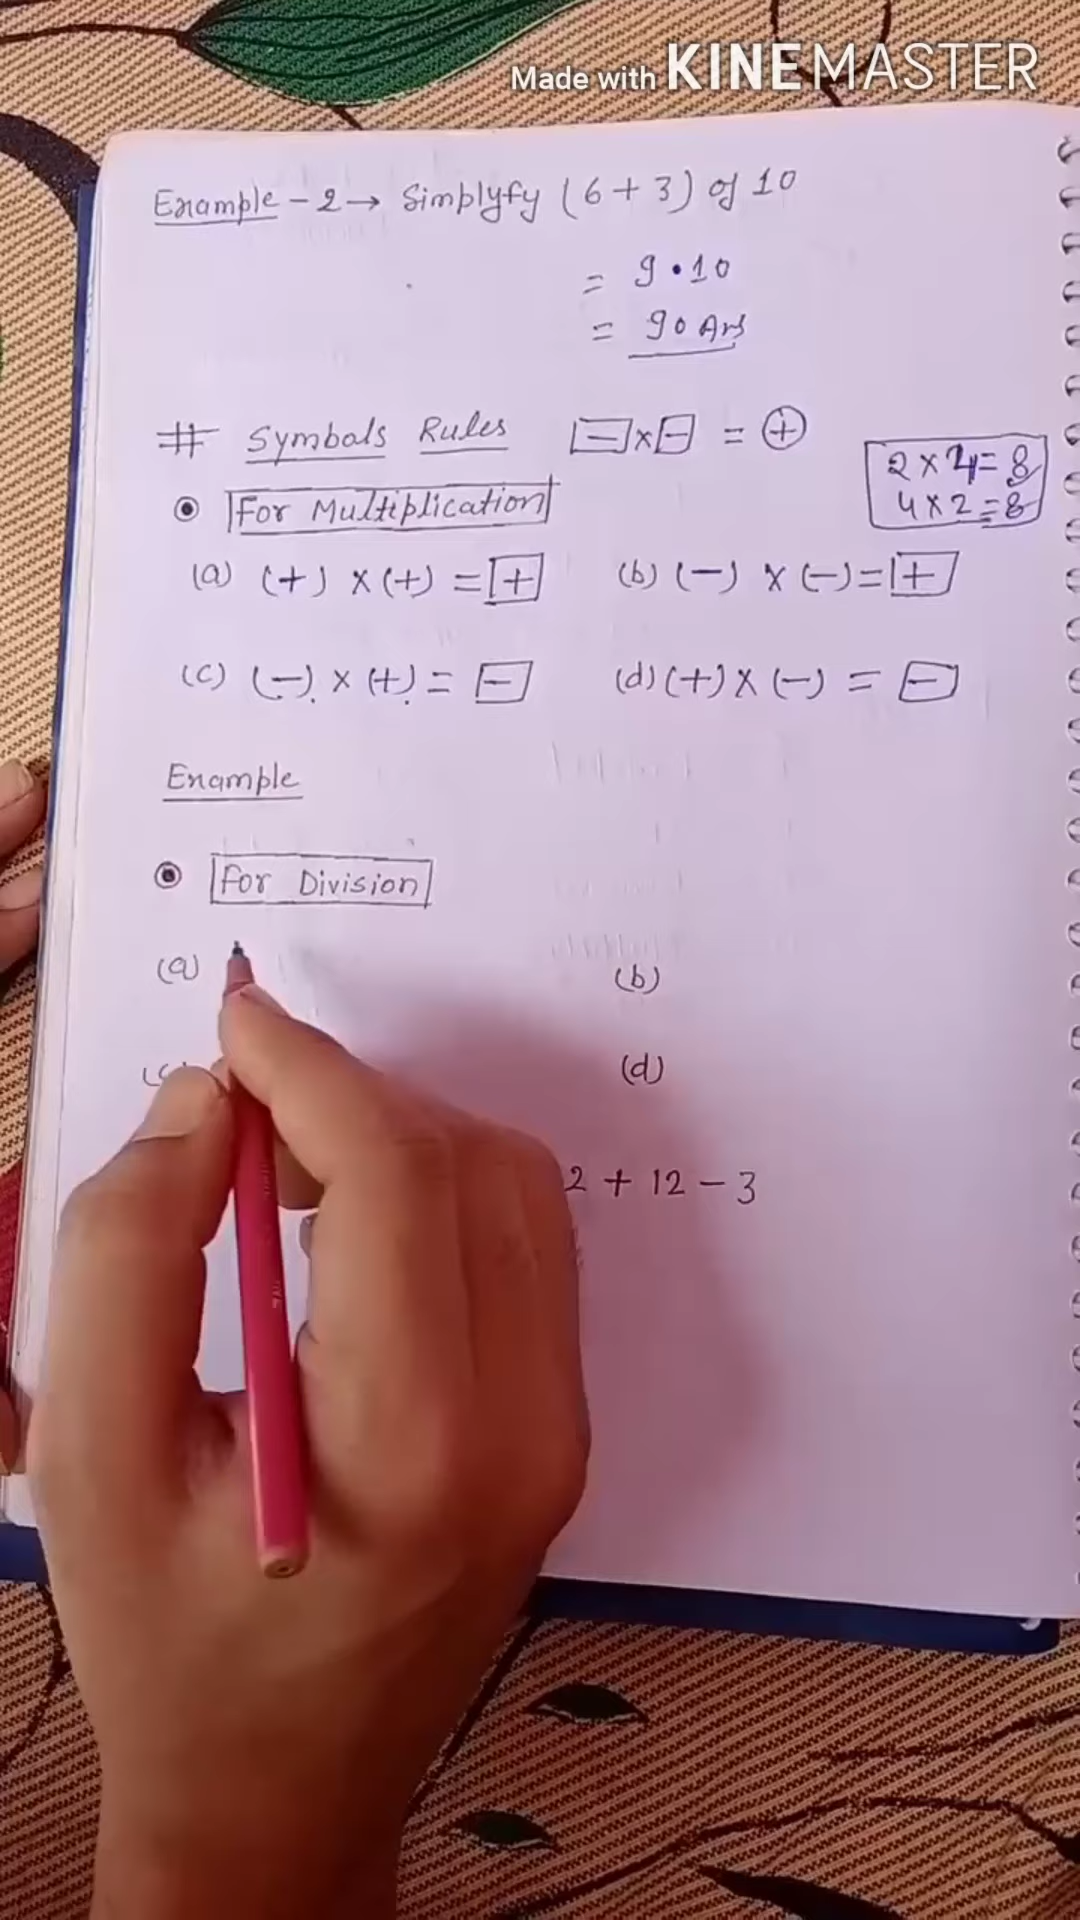 Made with KINEMASTER
Example - 2 → Simplyfy (6 + 3) of 10
= 9 • 10
= 90 Ans
# Symbals Rules [-] x [-] = (+)
2 x 4 = 8
4 x 2 = 8
For Multiplication
(a) (+) x (+) = [+] (b) (-) x (-) = [+]
(c) (-) x (+) = [-] (d) (+) x (-) = [-]
Example
For Division
(a) (b)
(c) (d)
2 + 12 - 3